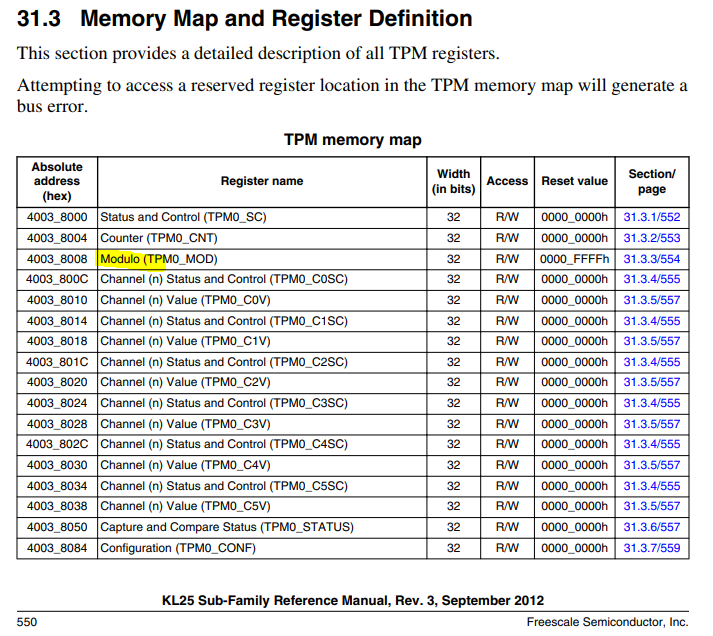 31.3 Memory Map and Register Definition
This section provides a detailed description of all TPM registers.
Attempting to access a reserved register location in the TPM memory map will generate a
bus error.
TPM memory map
Absolute address (hex) Register name Width (in bits) Access Reset value Section/ page
4003_8000 Status and Control (TPM0_SC) 32 R/W 0000_0000h 31.3.1/552
4003_8004 Counter (TPM0_CNT) 32 R/W 0000_0000h 31.3.2/553
4003_8008 Modulo (TPM0_MOD) 32 R/W 0000_FFFFh 31.3.3/554
4003_800C Channel (n) Status and Control (TPM0_C0SC) 32 R/W 0000_0000h 31.3.4/555
4003_8010 Channel (n) Value (TPM0_C0V) 32 R/W 0000_0000h 31.3.5/557
4003_8014 Channel (n) Status and Control (TPM0_C1SC) 32 R/W 0000_0000h 31.3.4/555
4003_8018 Channel (n) Value (TPM0_C1V) 32 R/W 0000_0000h 31.3.5/557
4003_801C Channel (n) Status and Control (TPM0_C2SC) 32 R/W 0000_0000h 31.3.4/555
4003_8020 Channel (n) Value (TPM0_C2V) 32 R/W 0000_0000h 31.3.5/557
4003_8024 Channel (n) Status and Control (TPM0_C3SC) 32 R/W 0000_0000h 31.3.4/555
4003_8028 Channel (n) Value (TPM0_C3V) 32 R/W 0000_0000h 31.3.5/557
4003_802C Channel (n) Status and Control (TPM0_C4SC) 32 R/W 0000_0000h 31.3.4/555
4003_8030 Channel (n) Value (TPM0_C4V) 32 R/W 0000_0000h 31.3.5/557
4003_8034 Channel (n) Status and Control (TPM0_C5SC) 32 R/W 0000_0000h 31.3.4/555
4003_8038 Channel (n) Value (TPM0_C5V) 32 R/W 0000_0000h 31.3.5/557
4003_8050 Capture and Compare Status (TPM0_STATUS) 32 R/W 0000_0000h 31.3.6/557
4003_8084 Configuration (TPM0_CONF) 32 R/W 0000_0000h 31.3.7/559
KL25 Sub-Family Reference Manual, Rev. 3, September 2012
550 Freescale Semiconductor, Inc.